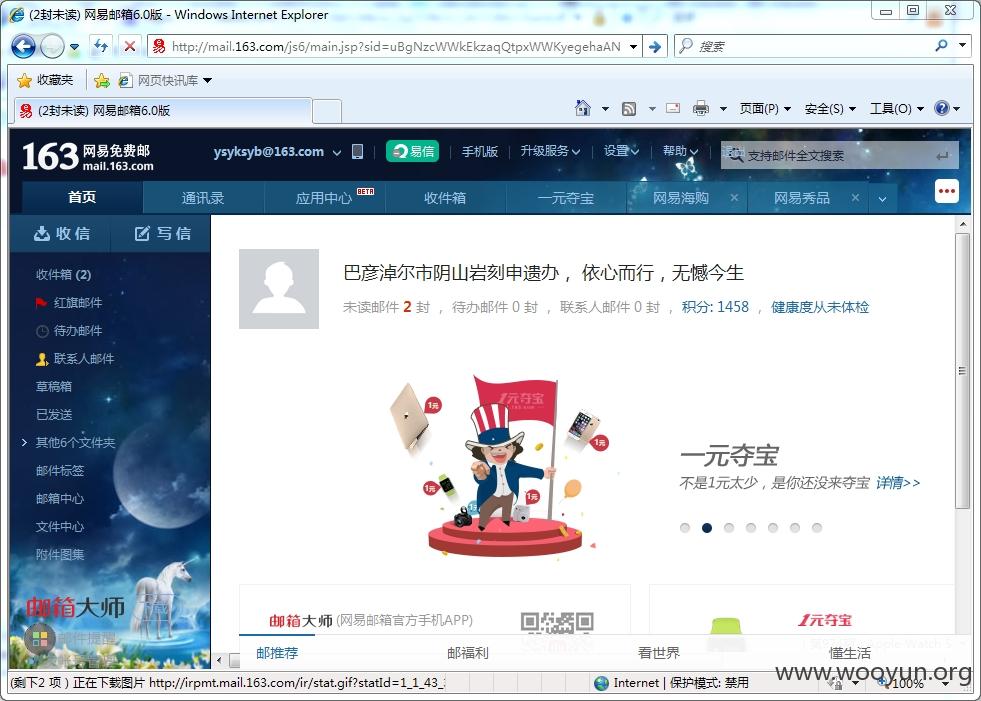 (2封未读) 网易邮箱6.0版 - Windows Internet Explorer
http://mail.163.com/js6/main.jsp?sid=uBgNzcWWkEkzaqQtpxWWKyegehaAN
搜索
收藏夹 网页快讯库
(2封未读) 网易邮箱6.0版
页面(P) 安全(S) 工具(O)
163 网易免费邮
mail.163.com
ysyksyb@163.com 易信 手机版 升级服务 设置 帮助 支持邮件全文搜索
首页 通讯录 应用中心 BETA 收件箱 一元夺宝 网易海购 × 网易秀品 ×
收信 写信
收件箱 (2)
红旗邮件
待办邮件
联系人邮件
草稿箱
已发送
其他6个文件夹
邮件标签
邮箱中心
文件中心
附件图集
邮箱大师
邮件提醒
巴彦淖尔市阴山岩刻申遗办，依心而行，无憾今生
未读邮件 2 封 ， 待办邮件 0 封 ， 联系人邮件 0 封 ， 积分: 1458 ， 健康度从未体检
1元夺宝
1元
1元
1元
1元
一元夺宝
不是1元太少，是你还没来夺宝 详情>>
邮箱大师 (网易邮箱官方手机APP)
1元夺宝
邮推荐 邮福利 看世界 懂生活
(剩下 2 项) 正在下载图片 http://irpmt.mail.163.com/ir/stat.gif?statId=1_1_43_
Internet | 保护模式: 禁用
100%
www.wooyun.org